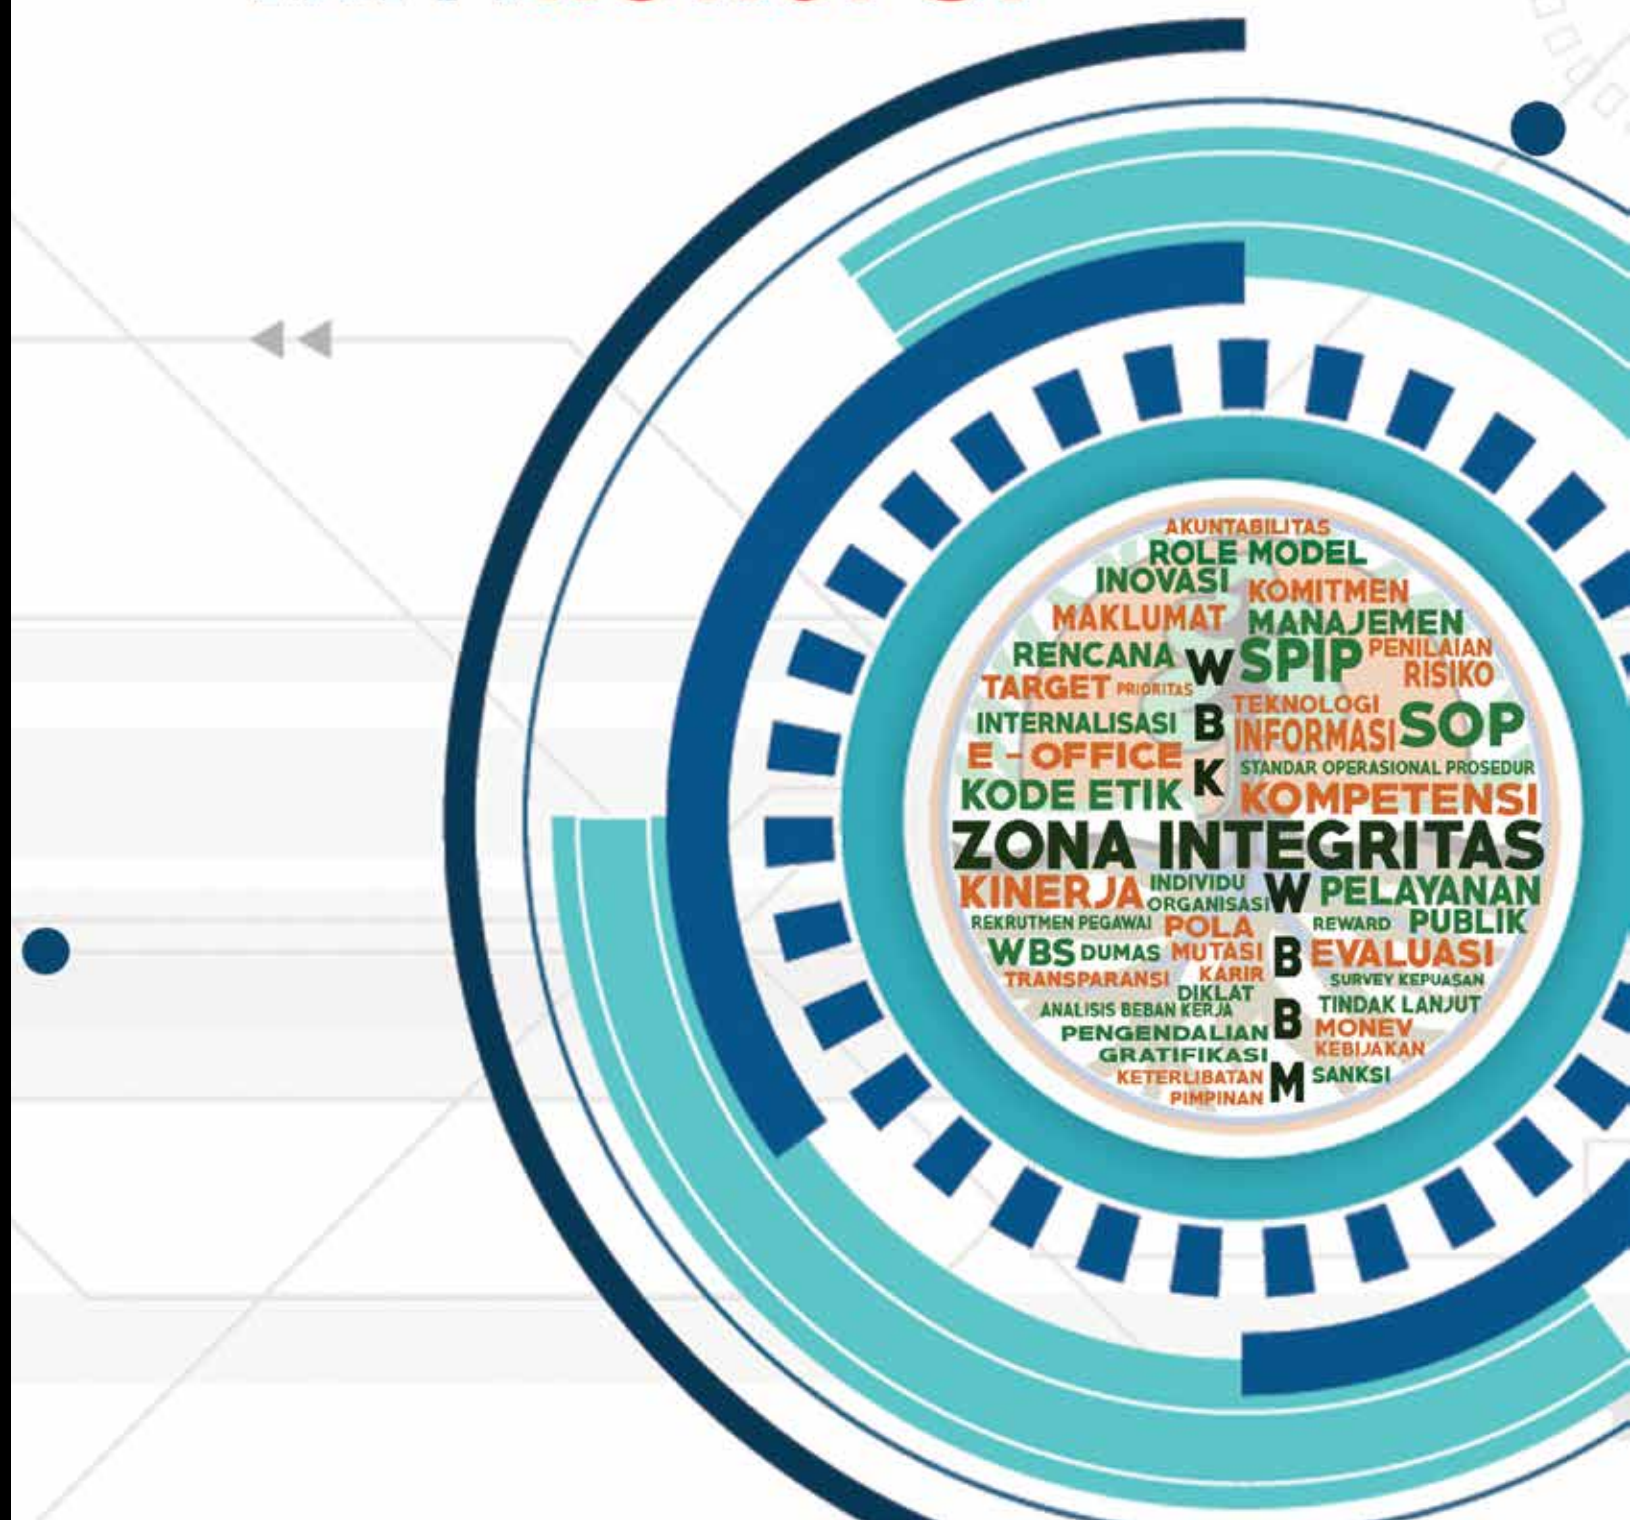 AKUNTABILITAS
ROLE MODEL
INOVASI KOMITMEN
MAKLUMAT MANAJEMEN
RENCANA W SPIP PENILAIAN RISIKO
TARGET PRIORITAS
INTERNALISASI B TEKNOLOGI INFORMASI SOP
E - OFFICE K STANDAR OPERASIONAL PROSEDUR
KODE ETIK KOMPETENSI
ZONA INTEGRITAS
KINERJA INDIVIDU ORGANISASI W PELAYANAN PUBLIK
REKRUTMEN PEGAWAI POLA MUTASI REWARD
WBS DUMAS B EVALUASI
TRANSPARANSI KARIR SURVEY KEPUASAN
DIKLAT
ANALISIS BEBAN KERJA B TINDAK LANJUT
PENGENDALIAN GRATIFIKASI MONEV KEBIJAKAN
KETERLIBATAN PIMPINAN M SANKSI